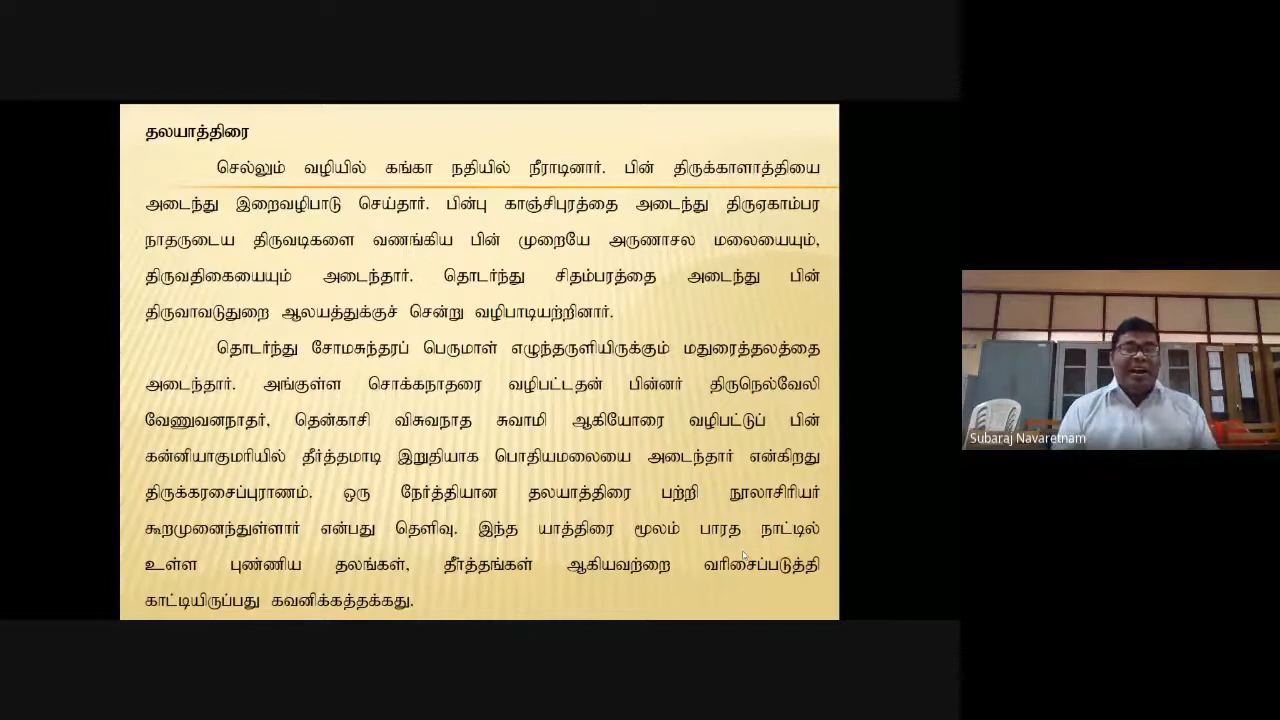 தலயாத்திரை
செல்லும் வழியில் கங்கா நதியில் நீராடினார். பின் திருக்காளாத்தியை
அடைந்து இறைவழிபாடு செய்தார். பின்பு காஞ்சிபுரத்தை அடைந்து திருஏகாம்பர
நாதருடைய திருவடிகளை வணங்கிய பின் முறையே அருணாசல மலையையும்,
திருவதிகையையும் அடைந்தார். தொடர்ந்து சிதம்பரத்தை அடைந்து பின்
திருவாவடுதுறை ஆலயத்துக்குச் சென்று வழிபாடியற்றினார்.
தொடர்ந்து சோமசுந்தரப் பெருமாள் எழுந்தருளியிருக்கும் மதுரைத்தலத்தை
அடைந்தார். அங்குள்ள சொக்கநாதரை வழிபட்டதன் பின்னர் திருநெல்வேலி
வேணுவனநாதர், தென்காசி விசுவநாத சுவாமி ஆகியோரை வழிபட்டுப் பின்
கன்னியாகுமரியில் தீர்த்தமாடி இறுதியாக பொதியமலையை அடைந்தார் என்கிறது
திருக்கரசைப்புராணம். ஒரு நேர்த்தியான தலயாத்திரை பற்றி நூலாசிரியர்
கூறமுனைந்துள்ளார் என்பது தெளிவு. இந்த யாத்திரை மூலம் பாரத நாட்டில்
உள்ள புண்ணிய தலங்கள், தீர்த்தங்கள் ஆகியவற்றை வரிசைப்படுத்தி
காட்டியிருப்பது கவனிக்கத்தக்கது.
Subaraj Navaretnam